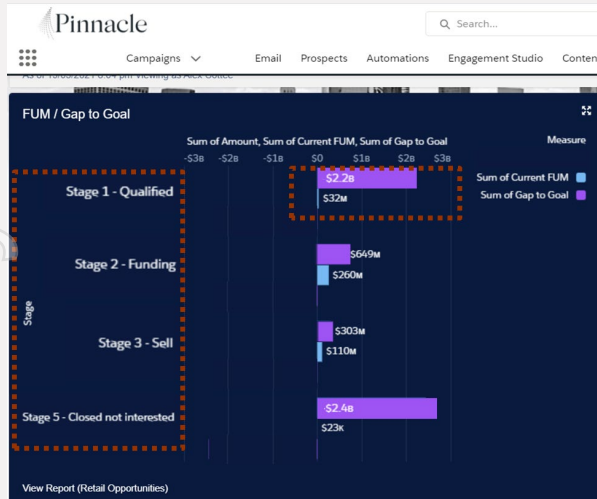 Pinnacle
Search...
Campaigns Email Prospects Automations Engagement Studio Conten
FUM / Gap to Goal
Sum of Amount, Sum of Current FUM, Sum of Gap to Goal
Measure
-$3B -$2B -$1B $0 $1B $2B $3B
Sum of Current FUM
Sum of Gap to Goal
Stage 1 - Qualified
$2.2B
$32M
Stage 2 - Funding
$649M
$260M
Stage
Stage 3 - Sell
$303M
$110M
Stage 5 - Closed not interested
-$2.4B
$23K
View Report (Retail Opportunities)